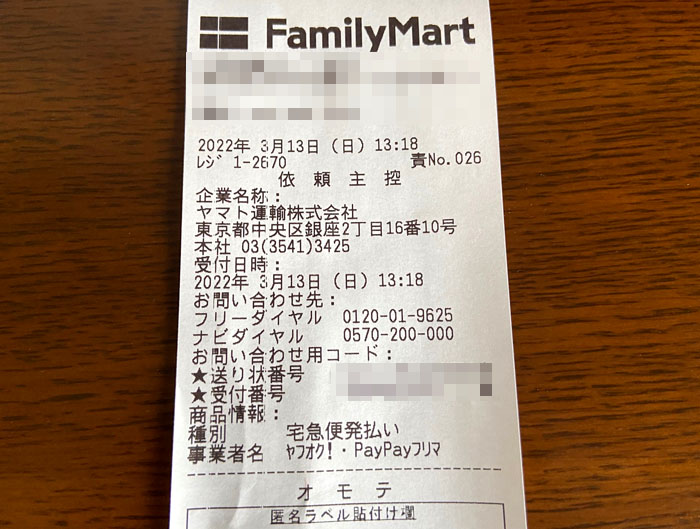 FamilyMart
2022年 3月13日(日)13:18
ﾚｼﾞ 1-2670 責No.026
依 頼 主 控
企業名称:
ヤマト運輸株式会社
東京都中央区銀座2丁目16番10号
本社 03(3541)3425
受付日時:
2022年 3月13日(日)13:18
お問い合わせ先:
フリーダイヤル 0120-01-9625
ナビダイヤル 0570-200-000
お問い合わせ用コード:
★送り状番号
★受付番号
商品情報:
種別 宅急便発払い
事業者名 ﾔﾌｵｸ!・PayPayﾌﾘﾏ
オ モ テ
匿名ラベル貼付け欄